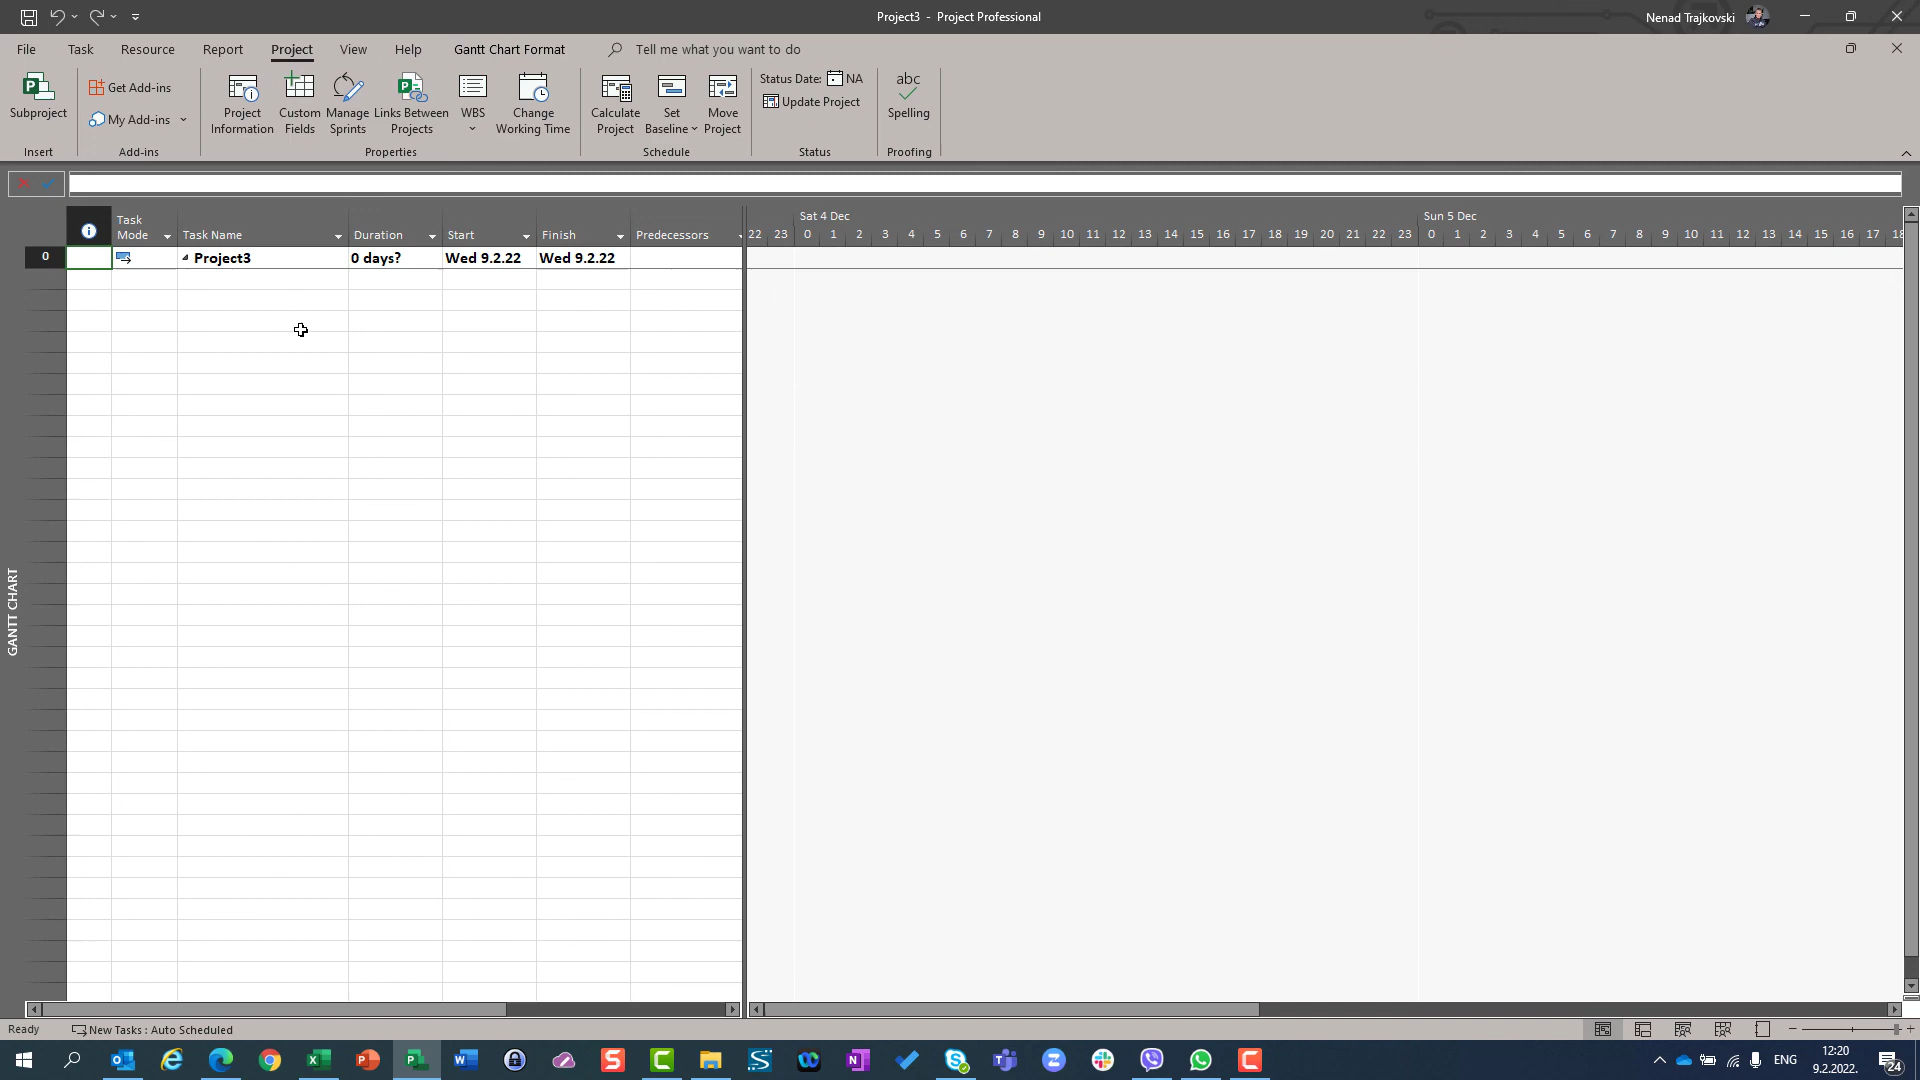 Project3 - Project Professional
Nenad Trajkovski
File Task Resource Report Project View Help Gantt Chart Format Tell me what you want to do
Subproject
Get Add-ins
My Add-ins
Project Information
Custom Fields
Manage Sprints
Links Between Projects
WBS
Change Working Time
Calculate Project
Set Baseline
Move Project
Status Date: NA
Update Project
abc
Spelling
Insert Add-ins Properties Schedule Status Proofing
Task Mode Task Name Duration Start Finish Predecessors
Sat 4 Dec Sun 5 Dec
22 23 0 1 2 3 4 5 6 7 8 9 10 11 12 13 14 15 16 17 18 19 20 21 22 23 0 1 2 3 4 5 6 7 8 9 10 11 12 13 14 15 16 17 18
0 Project3 0 days? Wed 9.2.22 Wed 9.2.22
GANTT CHART
Ready New Tasks : Auto Scheduled
ENG
12:20
9.2.2022.
24